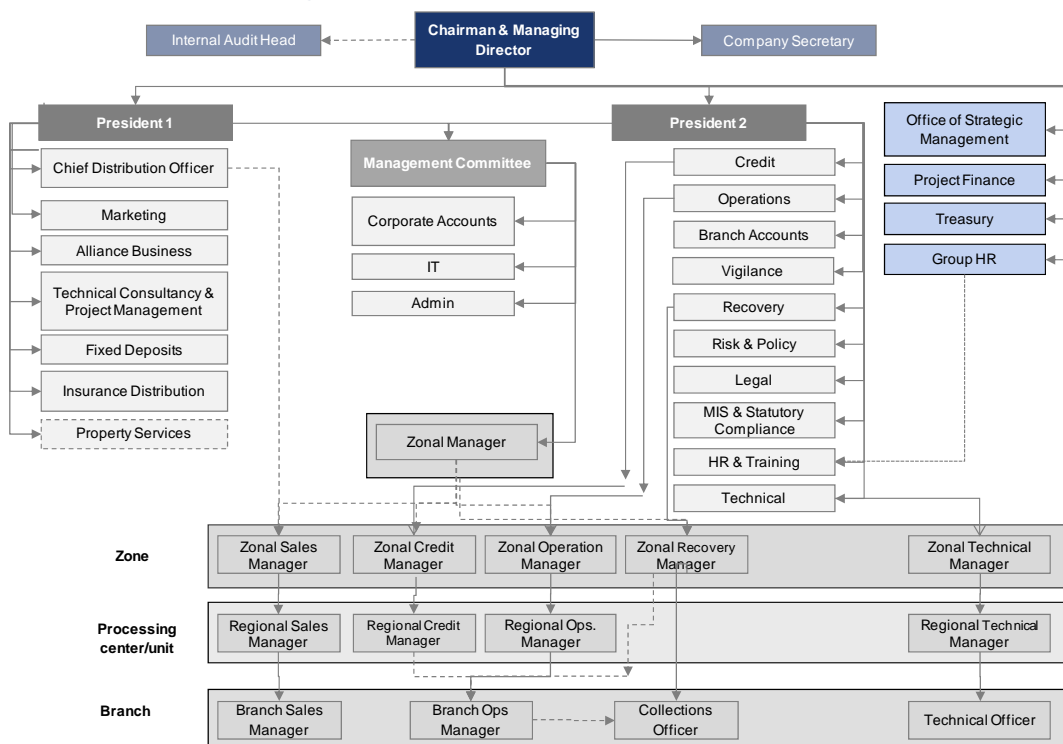 Internal Audit Head
Chairman & Managing
Director
Company Secretary
President 1
President 2
Office of Strategic
Management
Project Finance
Treasury
Group HR
Chief Distribution Officer
Marketing
Alliance Business
Technical Consultancy &
Project Management
Fixed Deposits
Insurance Distribution
Property Services
Management Committee
Corporate Accounts
IT
Admin
Zonal Manager
Credit
Operations
Branch Accounts
Vigilance
Recovery
Risk & Policy
Legal
MIS & Statutory
Compliance
HR & Training
Technical
Zone
Zonal Sales
Manager
Zonal Credit
Manager
Zonal Operation
Manager
Zonal Recovery
Manager
Zonal Technical
Manager
Processing
center/unit
Regional Sales
Manager
Regional Credit
Manager
Regional Ops.
Manager
Regional Technical
Manager
Branch
Branch Sales
Manager
Branch Ops
Manager
Collections
Officer
Technical Officer